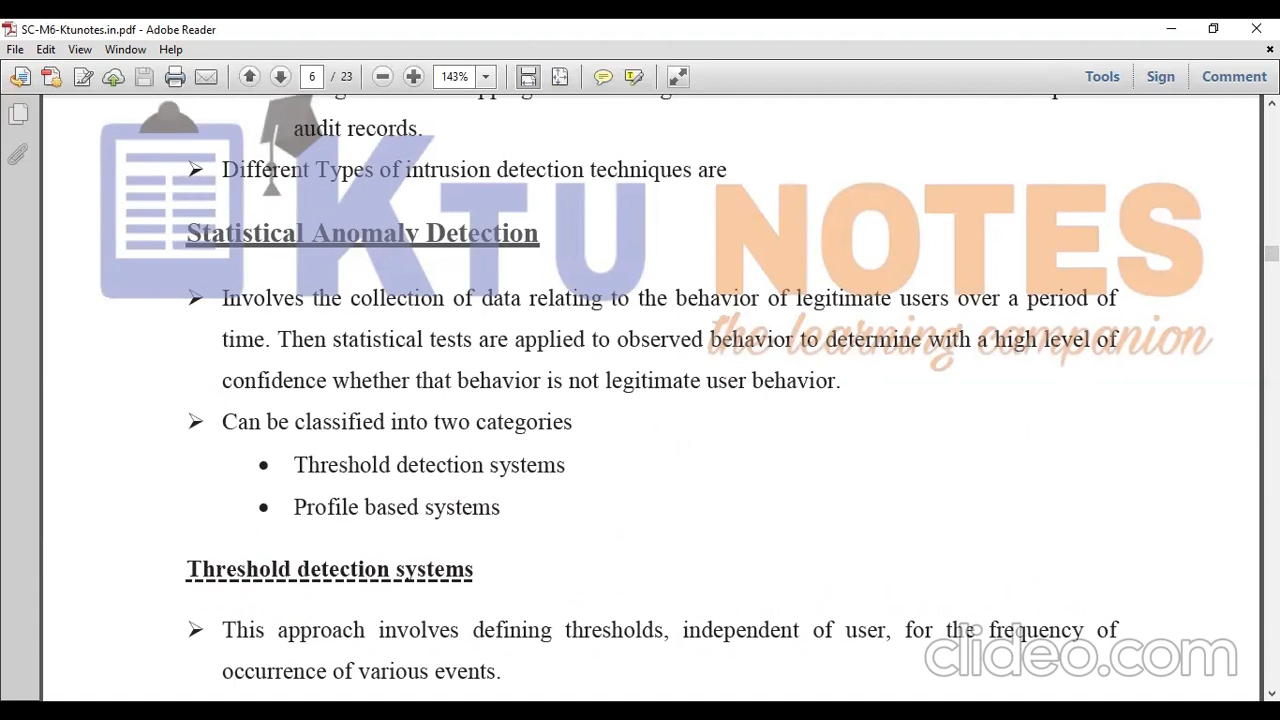 SC-M6-Ktunotes.in.pdf - Adobe Reader
File Edit View Window Help
6 / 23 143% Tools Sign Comment
audit records.
Different Types of intrusion detection techniques are
KTU NOTES
the learning companion
Statistical Anomaly Detection
Involves the collection of data relating to the behavior of legitimate users over a period of
time. Then statistical tests are applied to observed behavior to determine with a high level of
confidence whether that behavior is not legitimate user behavior.
Can be classified into two categories
Threshold detection systems
Profile based systems
Threshold detection systems
This approach involves defining thresholds, independent of user, for the frequency of
occurrence of various events.
clideo.com